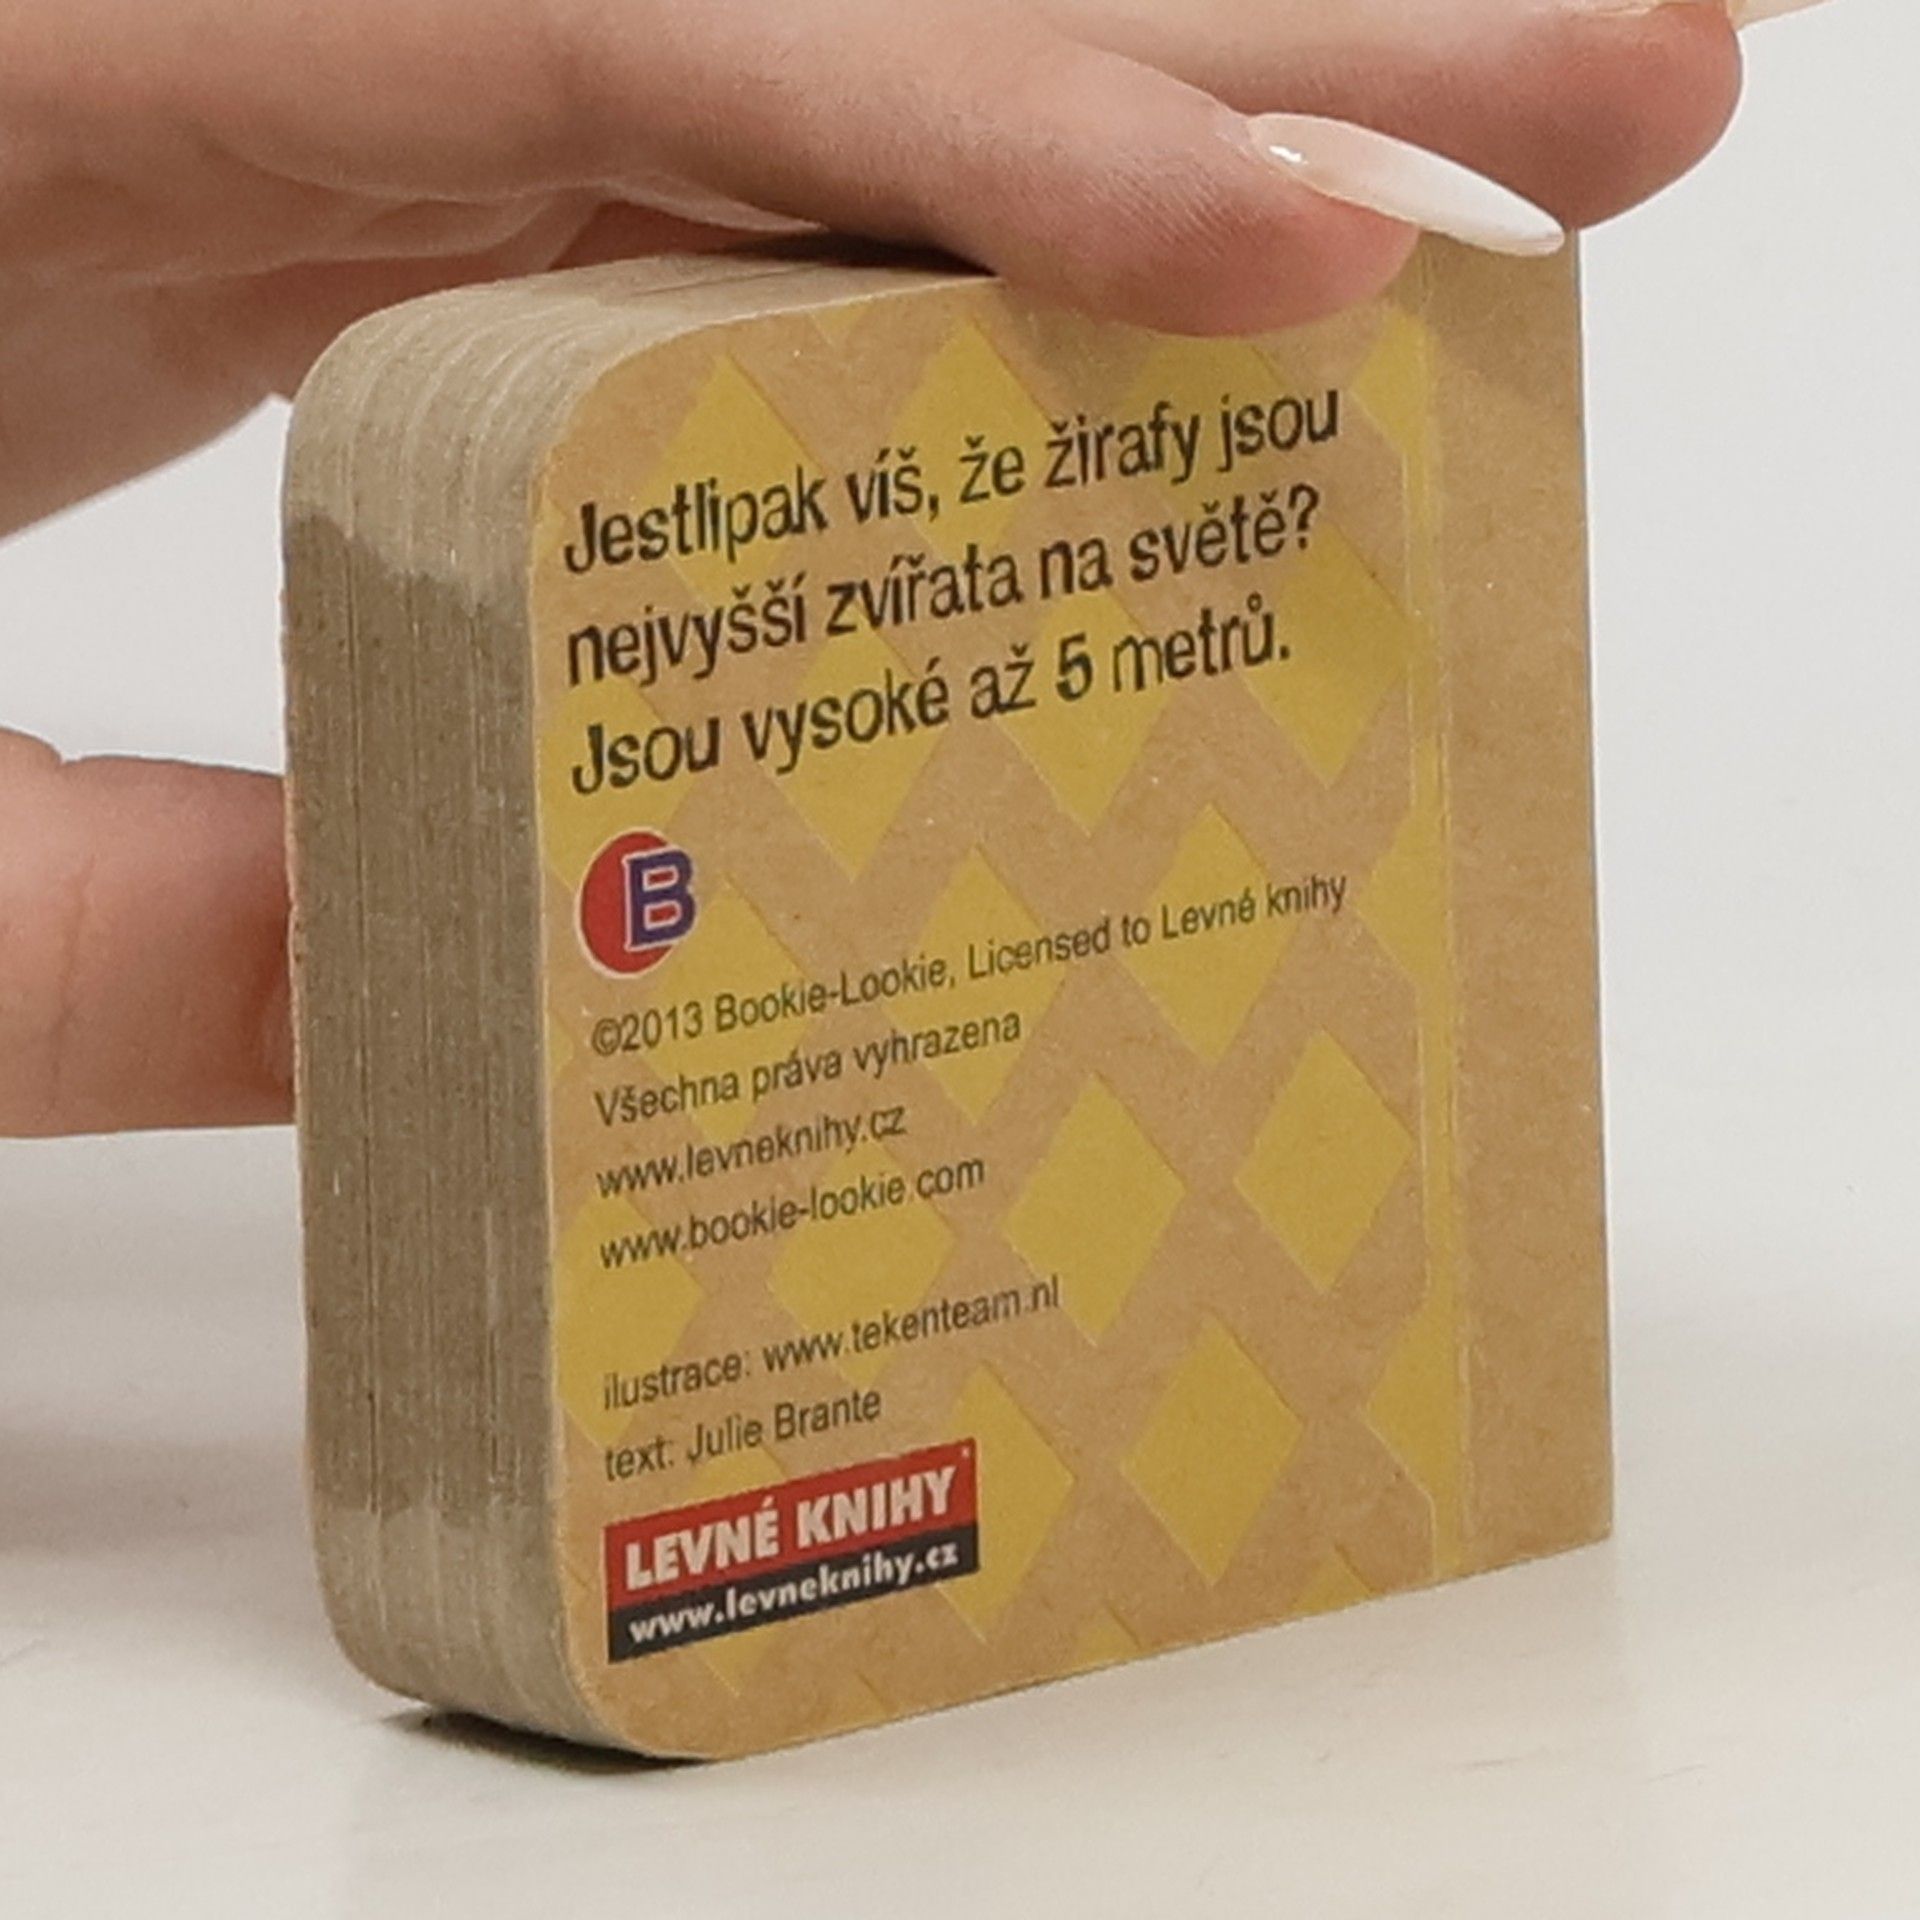 Jestlipak víš, že žirafy jsou
nejvyšší zvířata na světě?
Jsou vysoké až 5 metrů.
B
©2013 Bookie-Lookie, Licensed to Levné knihy
Všechna práva vyhrazena
www.levneknihy.cz
www.bookie-lookie.com
ilustrace: www.tekenteam.nl
text: Julie Brante
LEVNÉ KNIHY
www.levneknihy.cz